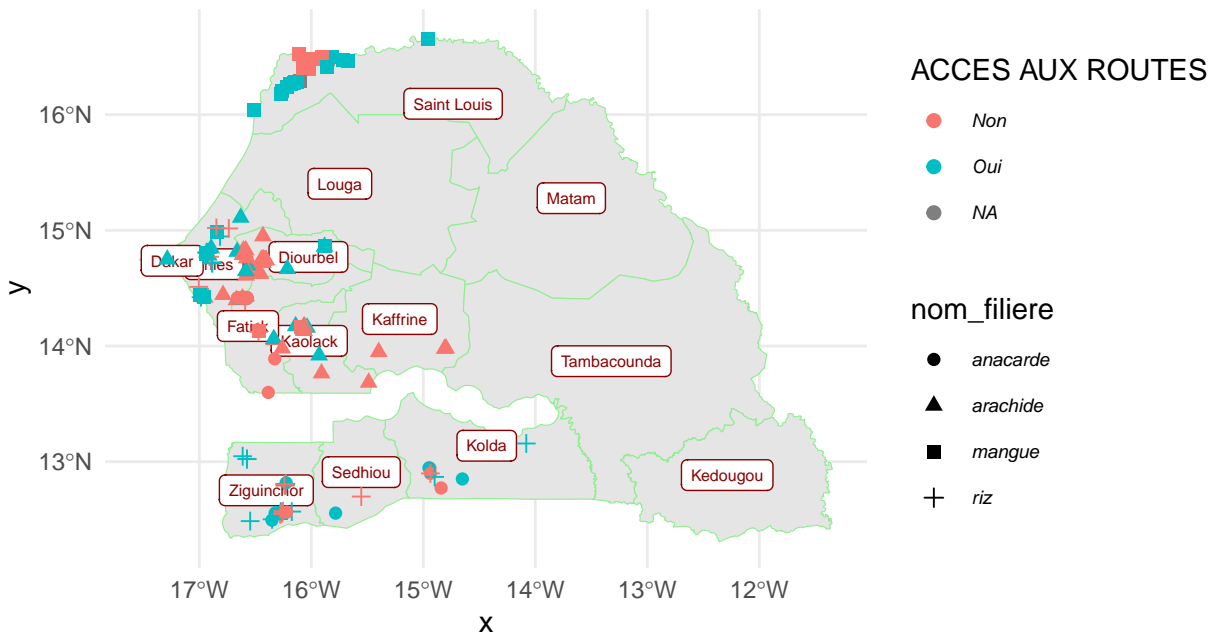 16°N
15°N
14°N
13°N
y
17°W
16°W
15°W
14°W
13°W
12°W
x
Saint Louis
Louga
Matam
Dakar
Diourbel
Fatick
Kaolack
Kaffrine
Tambacounda
Kolda
Sedhiou
Ziguinchor
Kedougou
ACCES AUX ROUTES
Non
Oui
NA
nom_filiere
anacarde
arachide
mangue
riz